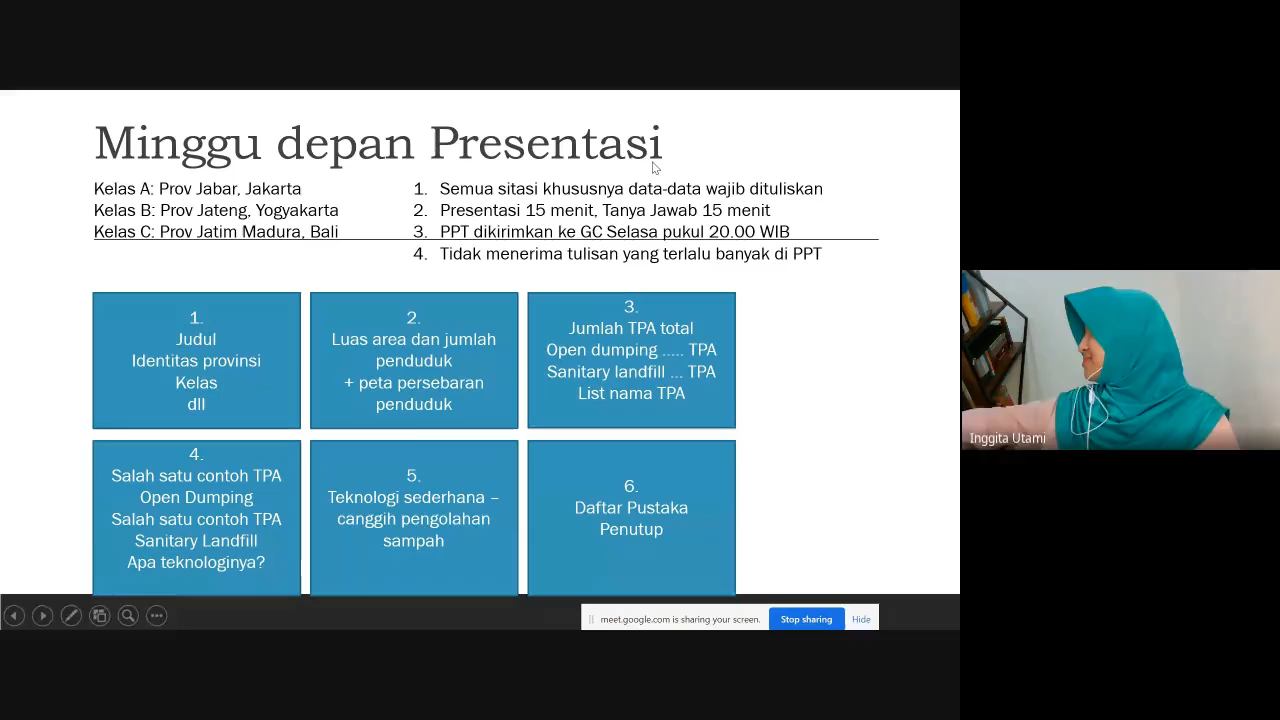 Minggu depan Presentasi
Kelas A: Prov Jabar, Jakarta
Kelas B: Prov Jateng, Yogyakarta
Kelas C: Prov Jatim Madura, Bali
1. Semua sitasi khususnya data-data wajib dituliskan
2. Presentasi 15 menit, Tanya Jawab 15 menit
3. PPT dikirimkan ke GC Selasa pukul 20.00 WIB
4. Tidak menerima tulisan yang terlalu banyak di PPT
1.
Judul
Identitas provinsi
Kelas
dll
2.
Luas area dan jumlah
penduduk
+ peta persebaran
penduduk
3.
Jumlah TPA total
Open dumping ..... TPA
Sanitary landfill ... TPA
List nama TPA
4.
Salah satu contoh TPA
Open Dumping
Salah satu contoh TPA
Sanitary Landfill
Apa teknologinya?
5.
Teknologi sederhana –
canggih pengolahan
sampah
6.
Daftar Pustaka
Penutup
Inggita Utami
meet.google.com is sharing your screen.
Stop sharing
Hide